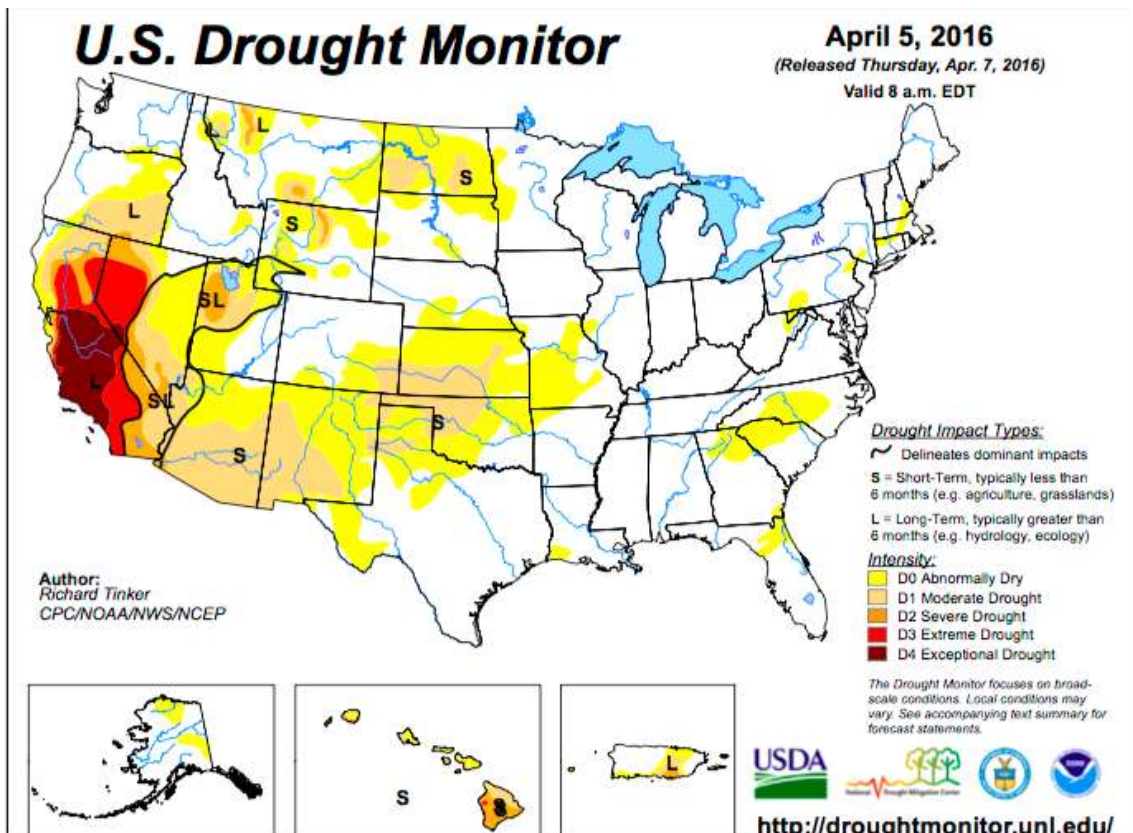 U.S. Drought Monitor
April 5, 2016
(Released Thursday, Apr. 7, 2016)
Valid 8 a.m. EDT
L
L
S
L
S
S L
L
S L
S
S
Drought Impact Types:
Delineates dominant impacts
S = Short-Term, typically less than
6 months (e.g. agriculture, grasslands)
L = Long-Term, typically greater than
6 months (e.g. hydrology, ecology)
Intensity:
D0 Abnormally Dry
D1 Moderate Drought
D2 Severe Drought
D3 Extreme Drought
D4 Exceptional Drought
Author:
Richard Tinker
CPC/NOAA/NWS/NCEP
The Drought Monitor focuses on broad-
scale conditions. Local conditions may
vary. See accompanying text summary for
forecast statements.
S
S
L
USDA
National Drought Mitigation Center
http://droughtmonitor.unl.edu/